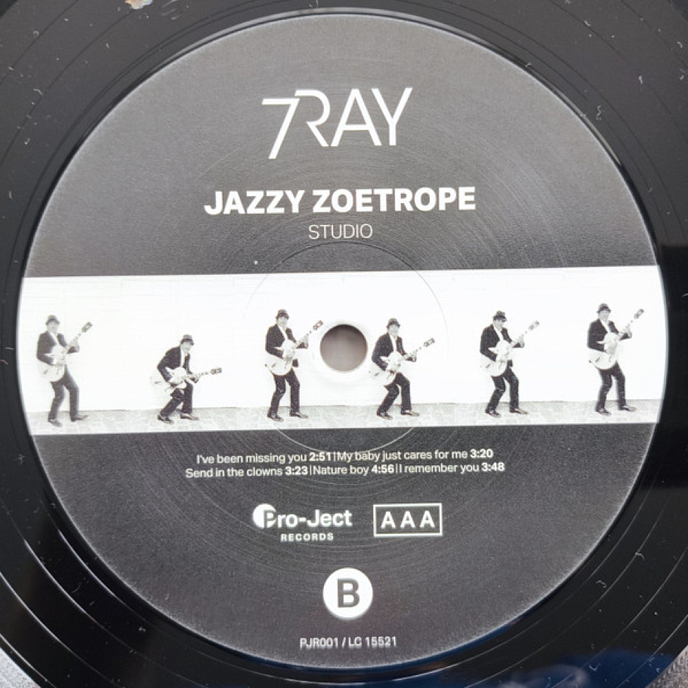 7RAY
JAZZY ZOETROPE
STUDIO
I've been missing you 2:51|My baby just cares for me 3:20
Send in the clowns 3:23|Nature boy 4:56|I remember you 3:48
Pro-Ject
RECORDS
AAA
B
PJR001 / LC 15521